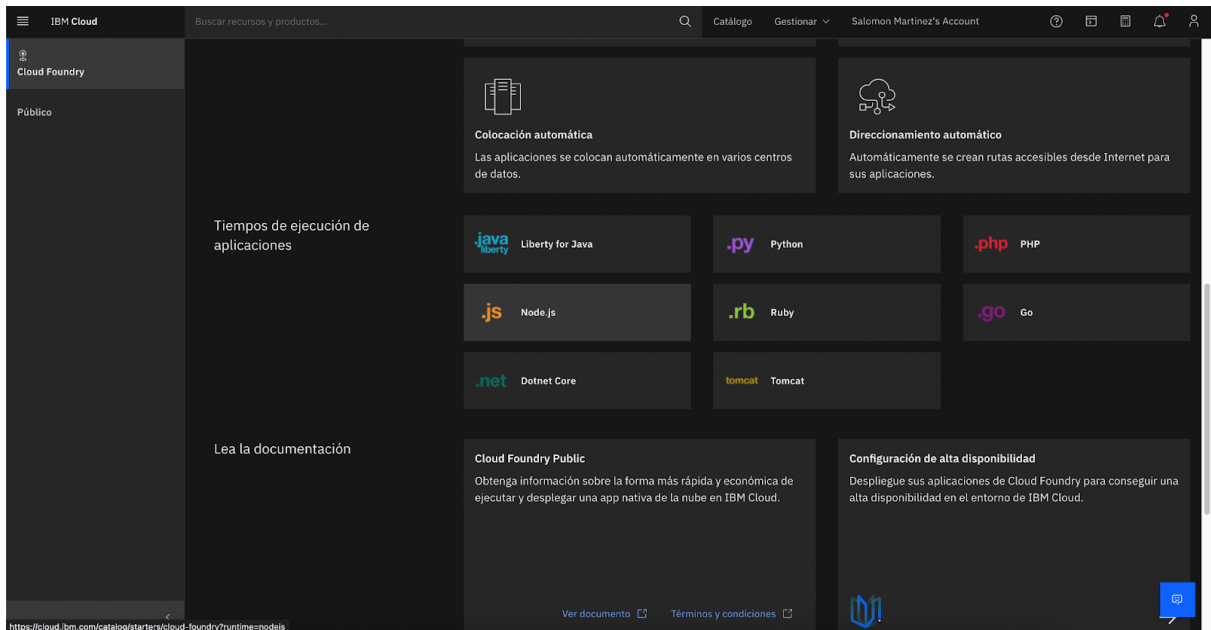 IBM Cloud
Buscar recursos y productos...
Catálogo
Gestionar
Salomon Martinez's Account
Cloud Foundry
Público
Colocación automática
Las aplicaciones se colocan automáticamente en varios centros
de datos.
Direccionamiento automático
Automáticamente se crean rutas accesibles desde Internet para
sus aplicaciones.
Tiempos de ejecución de
aplicaciones
.java
liberty
Liberty for Java
.py
Python
.php
PHP
.js
Node.js
.rb
Ruby
.go
Go
.net
Dotnet Core
tomcat
Tomcat
Lea la documentación
Cloud Foundry Public
Obtenga información sobre la forma más rápida y económica de
ejecutar y desplegar una app nativa de la nube en IBM Cloud.
Ver documento
Términos y condiciones
Configuración de alta disponibilidad
Despliegue sus aplicaciones de Cloud Foundry para conseguir una
alta disponibilidad en el entorno de IBM Cloud.
https://cloud.ibm.com/catalog/starters/cloud-foundry?runtime=nodejs